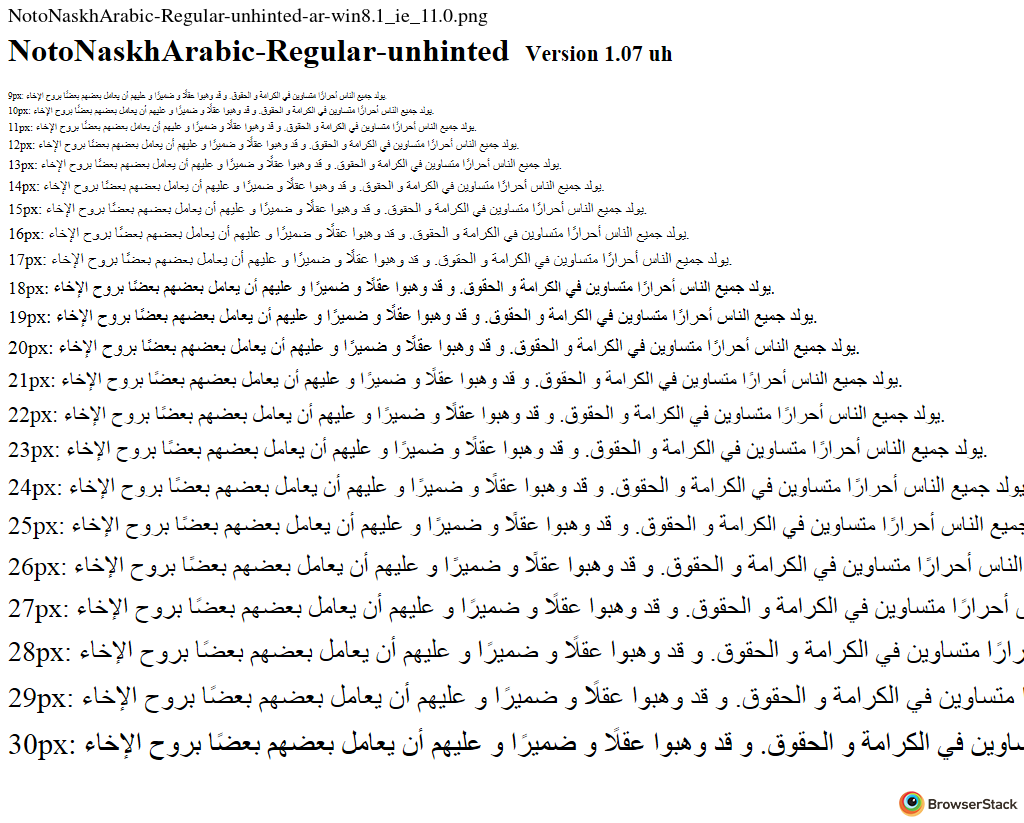 NotoNaskhArabic-Regular-unhinted-ar-win8.1_ie_11.0.png
NotoNaskhArabic-Regular-unhinted Version 1.07 uh
9px: يولد جميع الناس أحرارًا متساوين في الكرامة و الحقوق. و قد وهبوا عقلًا و ضميرًا و عليهم أن يعامل بعضهم بعضًا بروح الإخاء.
10px: يولد جميع الناس أحرارًا متساوين في الكرامة و الحقوق. و قد وهبوا عقلًا و ضميرًا و عليهم أن يعامل بعضهم بعضًا بروح الإخاء.
11px: يولد جميع الناس أحرارًا متساوين في الكرامة و الحقوق. و قد وهبوا عقلًا و ضميرًا و عليهم أن يعامل بعضهم بعضًا بروح الإخاء.
12px: يولد جميع الناس أحرارًا متساوين في الكرامة و الحقوق. و قد وهبوا عقلًا و ضميرًا و عليهم أن يعامل بعضهم بعضًا بروح الإخاء.
13px: يولد جميع الناس أحرارًا متساوين في الكرامة و الحقوق. و قد وهبوا عقلًا و ضميرًا و عليهم أن يعامل بعضهم بعضًا بروح الإخاء.
14px: يولد جميع الناس أحرارًا متساوين في الكرامة و الحقوق. و قد وهبوا عقلًا و ضميرًا و عليهم أن يعامل بعضهم بعضًا بروح الإخاء.
15px: يولد جميع الناس أحرارًا متساوين في الكرامة و الحقوق. و قد وهبوا عقلًا و ضميرًا و عليهم أن يعامل بعضهم بعضًا بروح الإخاء.
16px: يولد جميع الناس أحرارًا متساوين في الكرامة و الحقوق. و قد وهبوا عقلًا و ضميرًا و عليهم أن يعامل بعضهم بعضًا بروح الإخاء.
17px: يولد جميع الناس أحرارًا متساوين في الكرامة و الحقوق. و قد وهبوا عقلًا و ضميرًا و عليهم أن يعامل بعضهم بعضًا بروح الإخاء.
18px: يولد جميع الناس أحرارًا متساوين في الكرامة و الحقوق. و قد وهبوا عقلًا و ضميرًا و عليهم أن يعامل بعضهم بعضًا بروح الإخاء.
19px: يولد جميع الناس أحرارًا متساوين في الكرامة و الحقوق. و قد وهبوا عقلًا و ضميرًا و عليهم أن يعامل بعضهم بعضًا بروح الإخاء.
20px: يولد جميع الناس أحرارًا متساوين في الكرامة و الحقوق. و قد وهبوا عقلًا و ضميرًا و عليهم أن يعامل بعضهم بعضًا بروح الإخاء.
21px: يولد جميع الناس أحرارًا متساوين في الكرامة و الحقوق. و قد وهبوا عقلًا و ضميرًا و عليهم أن يعامل بعضهم بعضًا بروح الإخاء.
22px: يولد جميع الناس أحرارًا متساوين في الكرامة و الحقوق. و قد وهبوا عقلًا و ضميرًا و عليهم أن يعامل بعضهم بعضًا بروح الإخاء.
23px: يولد جميع الناس أحرارًا متساوين في الكرامة و الحقوق. و قد وهبوا عقلًا و ضميرًا و عليهم أن يعامل بعضهم بعضًا بروح الإخاء.
24px: يولد جميع الناس أحرارًا متساوين في الكرامة و الحقوق. و قد وهبوا عقلًا و ضميرًا و عليهم أن يعامل بعضهم بعضًا بروح الإخاء
25px: جميع الناس أحرارًا متساوين في الكرامة و الحقوق. و قد وهبوا عقلًا و ضميرًا و عليهم أن يعامل بعضهم بعضًا بروح الإخاء
26px: الناس أحرارًا متساوين في الكرامة و الحقوق. و قد وهبوا عقلًا و ضميرًا و عليهم أن يعامل بعضهم بعضًا بروح الإخاء
27px: أحرارًا متساوين في الكرامة و الحقوق. و قد وهبوا عقلًا و ضميرًا و عليهم أن يعامل بعضهم بعضًا بروح الإخاء
28px: متساوين في الكرامة و الحقوق. و قد وهبوا عقلًا و ضميرًا و عليهم أن يعامل بعضهم بعضًا بروح الإخاء
29px: متساوين في الكرامة و الحقوق. و قد وهبوا عقلًا و ضميرًا و عليهم أن يعامل بعضهم بعضًا بروح الإخاء
30px: في الكرامة و الحقوق. و قد وهبوا عقلًا و ضميرًا و عليهم أن يعامل بعضهم بعضًا بروح الإخاء
BrowserStack